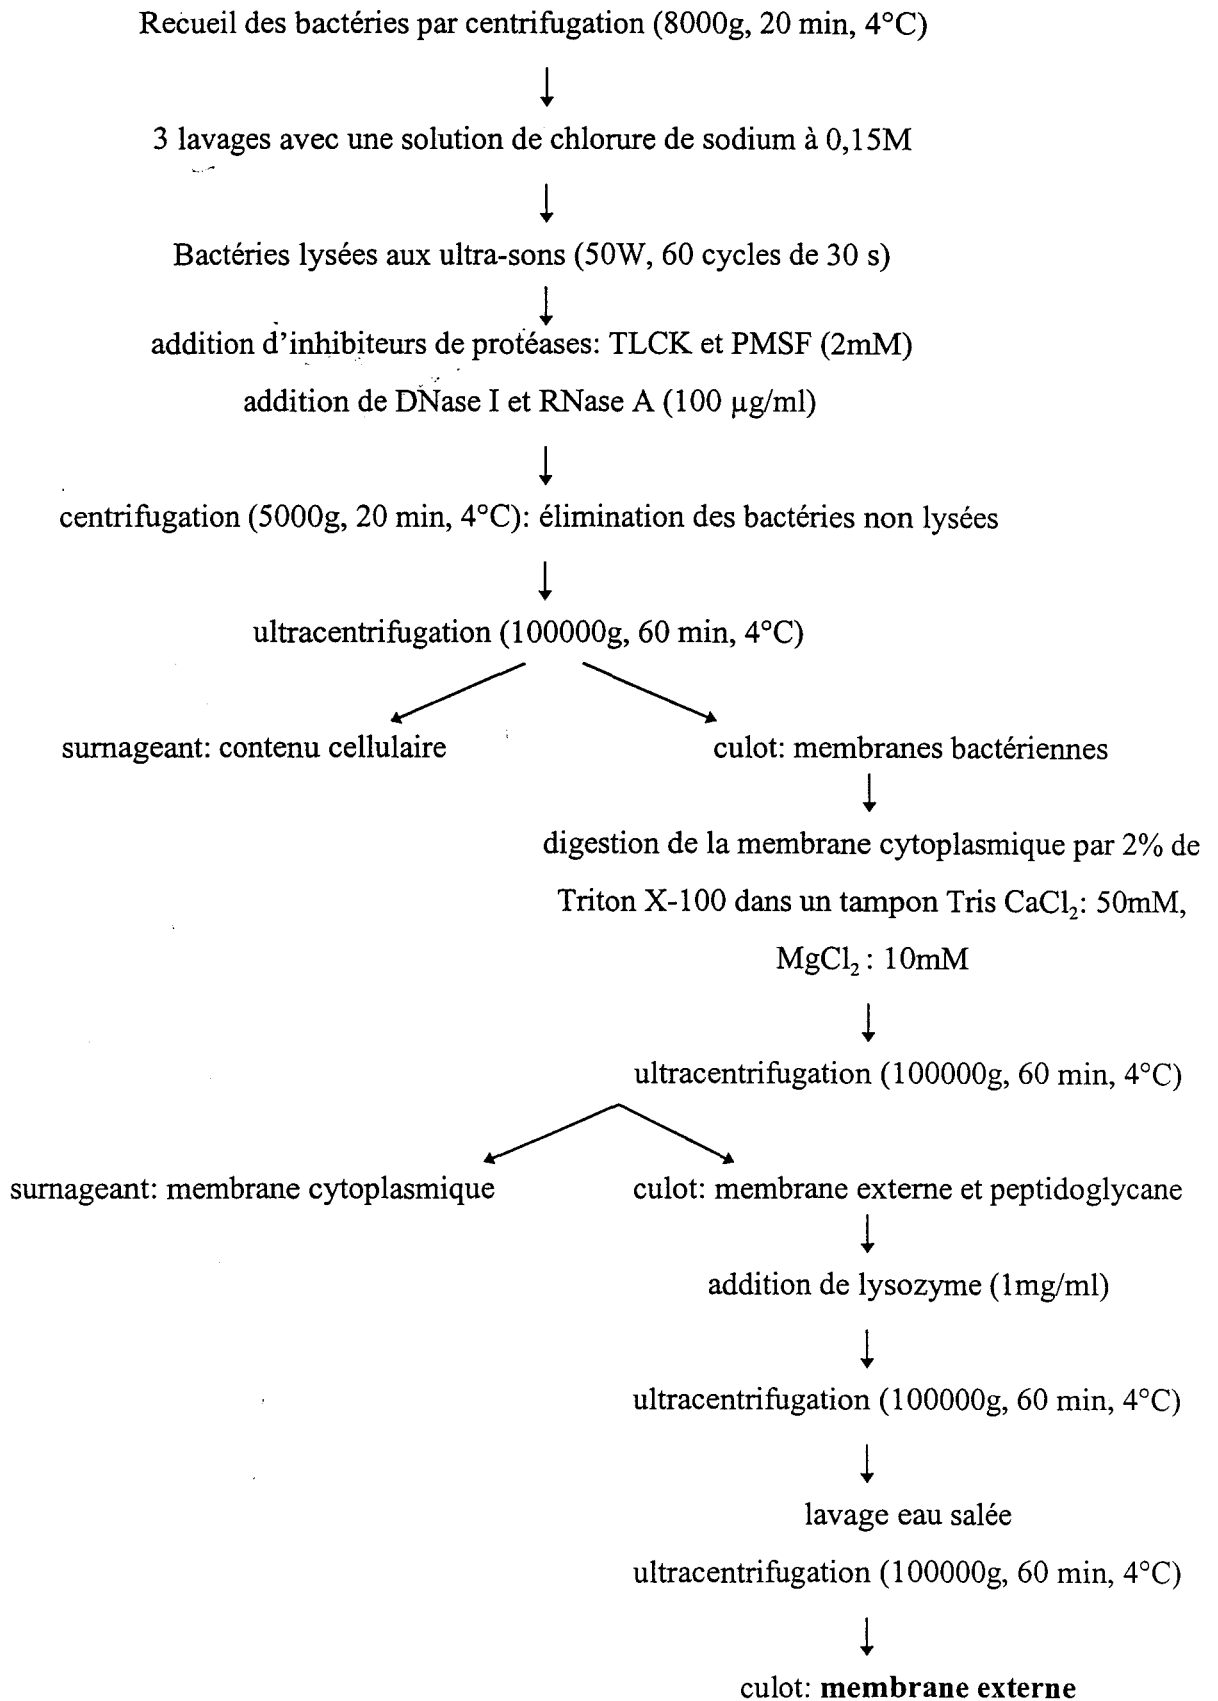 Recueil des bactéries par centrifugation (8000g, 20 min, 4°C)
3 lavages avec une solution de chlorure de sodium à 0,15M
Bactéries lysées aux ultra-sons (50W, 60 cycles de 30 s)
addition d'inhibiteurs de protéases: TLCK et PMSF (2mM)
addition de DNase I et RNase A (100 µg/ml)
centrifugation (5000g, 20 min, 4°C): élimination des bactéries non lysées
ultracentrifugation (100000g, 60 min, 4°C)
surnageant: contenu cellulaire
culot: membranes bactériennes
digestion de la membrane cytoplasmique par 2% de
Triton X-100 dans un tampon Tris CaCl₂: 50mM,
MgCl₂ : 10mM
ultracentrifugation (100000g, 60 min, 4°C)
surnageant: membrane cytoplasmique
culot: membrane externe et peptidoglycane
addition de lysozyme (1mg/ml)
ultracentrifugation (100000g, 60 min, 4°C)
lavage eau salée
ultracentrifugation (100000g, 60 min, 4°C)
culot: membrane externe